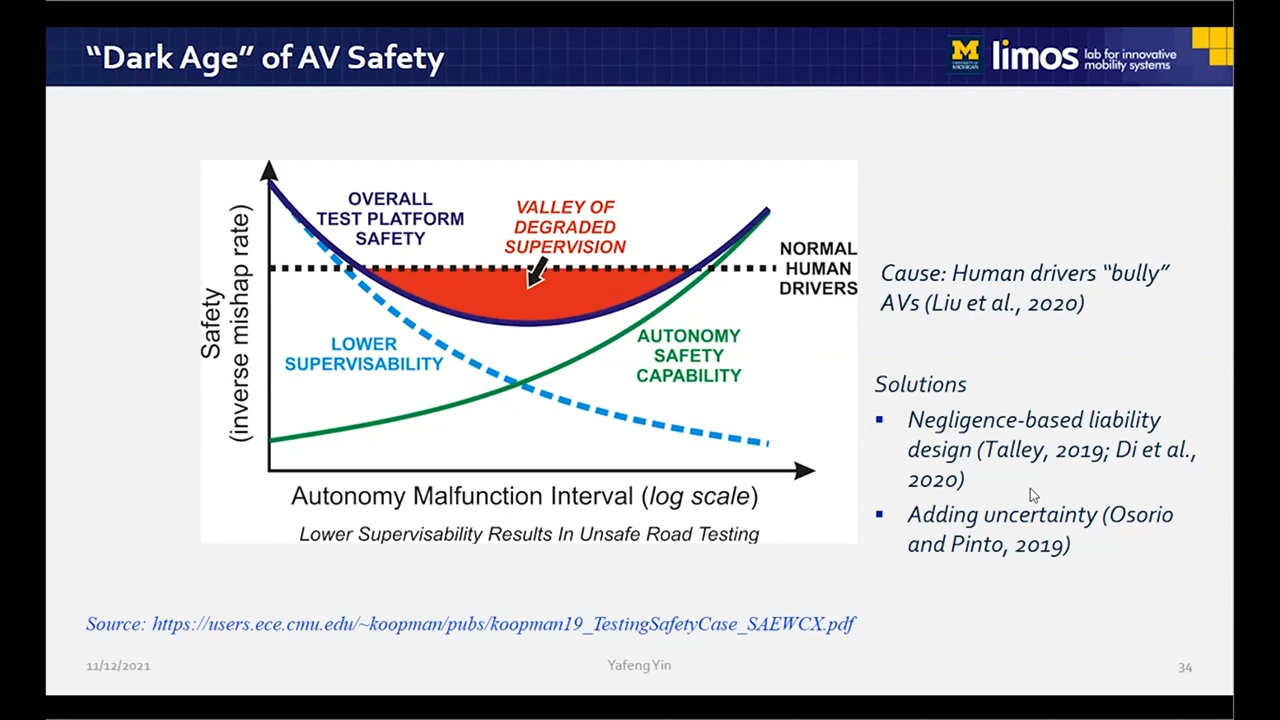 “Dark Age” of AV Safety
M
UNIVERSITY OF
MICHIGAN
limos
lab for innovative
mobility systems
OVERALL
TEST PLATFORM
SAFETY
VALLEY OF
DEGRADED
SUPERVISION
NORMAL
HUMAN
DRIVERS
LOWER
SUPERVISABILITY
AUTONOMY
SAFETY
CAPABILITY
Safety
(inverse mishap rate)
Autonomy Malfunction Interval (log scale)
Lower Supervisability Results In Unsafe Road Testing
Cause: Human drivers “bully”
AVs (Liu et al., 2020)
Solutions
▪ Negligence-based liability
design (Talley, 2019; Di et al.,
2020)
▪ Adding uncertainty (Osorio
and Pinto, 2019)
Source: https://users.ece.cmu.edu/~koopman/pubs/koopman19_TestingSafetyCase_SAEWCX.pdf
11/12/2021
Yafeng Yin
34